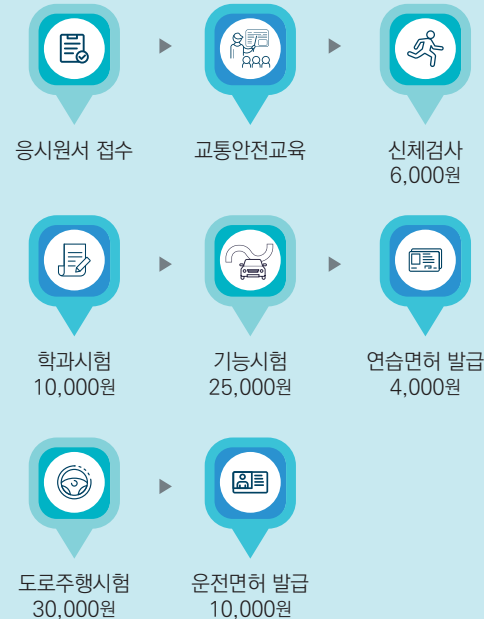 응시원서 접수
교통안전교육
신체검사
6,000원
학과시험
10,000원
기능시험
25,000원
연습면허 발급
4,000원
도로주행시험
30,000원
운전면허 발급
10,000원